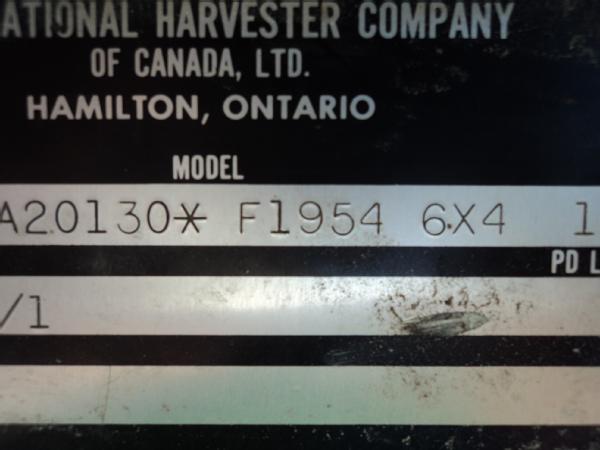 ATIONAL HARVESTER COMPANY
OF CANADA, LTD.
HAMILTON, ONTARIO
MODEL
A20130* F1954 6X4 1
PD L
/1